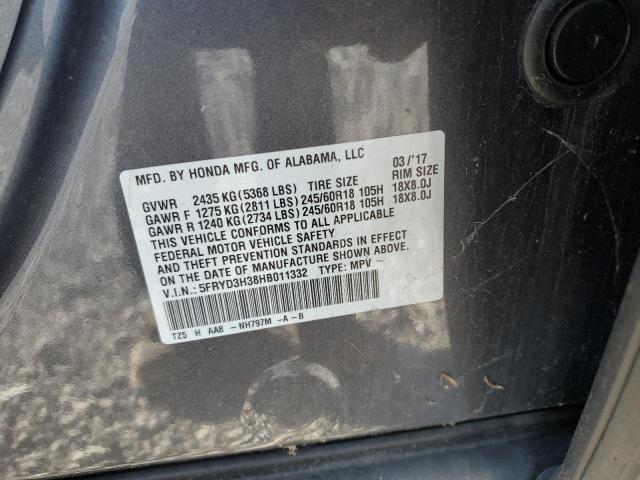 MFD. BY HONDA MFG. OF ALABAMA, LLC 03/'17
GVWR 2435 KG (5368 LBS) TIRE SIZE RIM SIZE
GAWR F 1275 KG (2811 LBS) 245/60R18 105H 18X8.0J
GAWR R 1240 KG (2734 LBS) 245/60R18 105H 18X8.0J
THIS VEHICLE CONFORMS TO ALL APPLICABLE
FEDERAL MOTOR VEHICLE SAFETY
AND THEFT PREVENTION STANDARDS IN EFFECT
ON THE DATE OF MANUFACTURE SHOWN ABOVE.
V.I.N.: 5FRYD3H38HB011332 TYPE: MPV
TZ5 H AA8 - NH797M -A-B